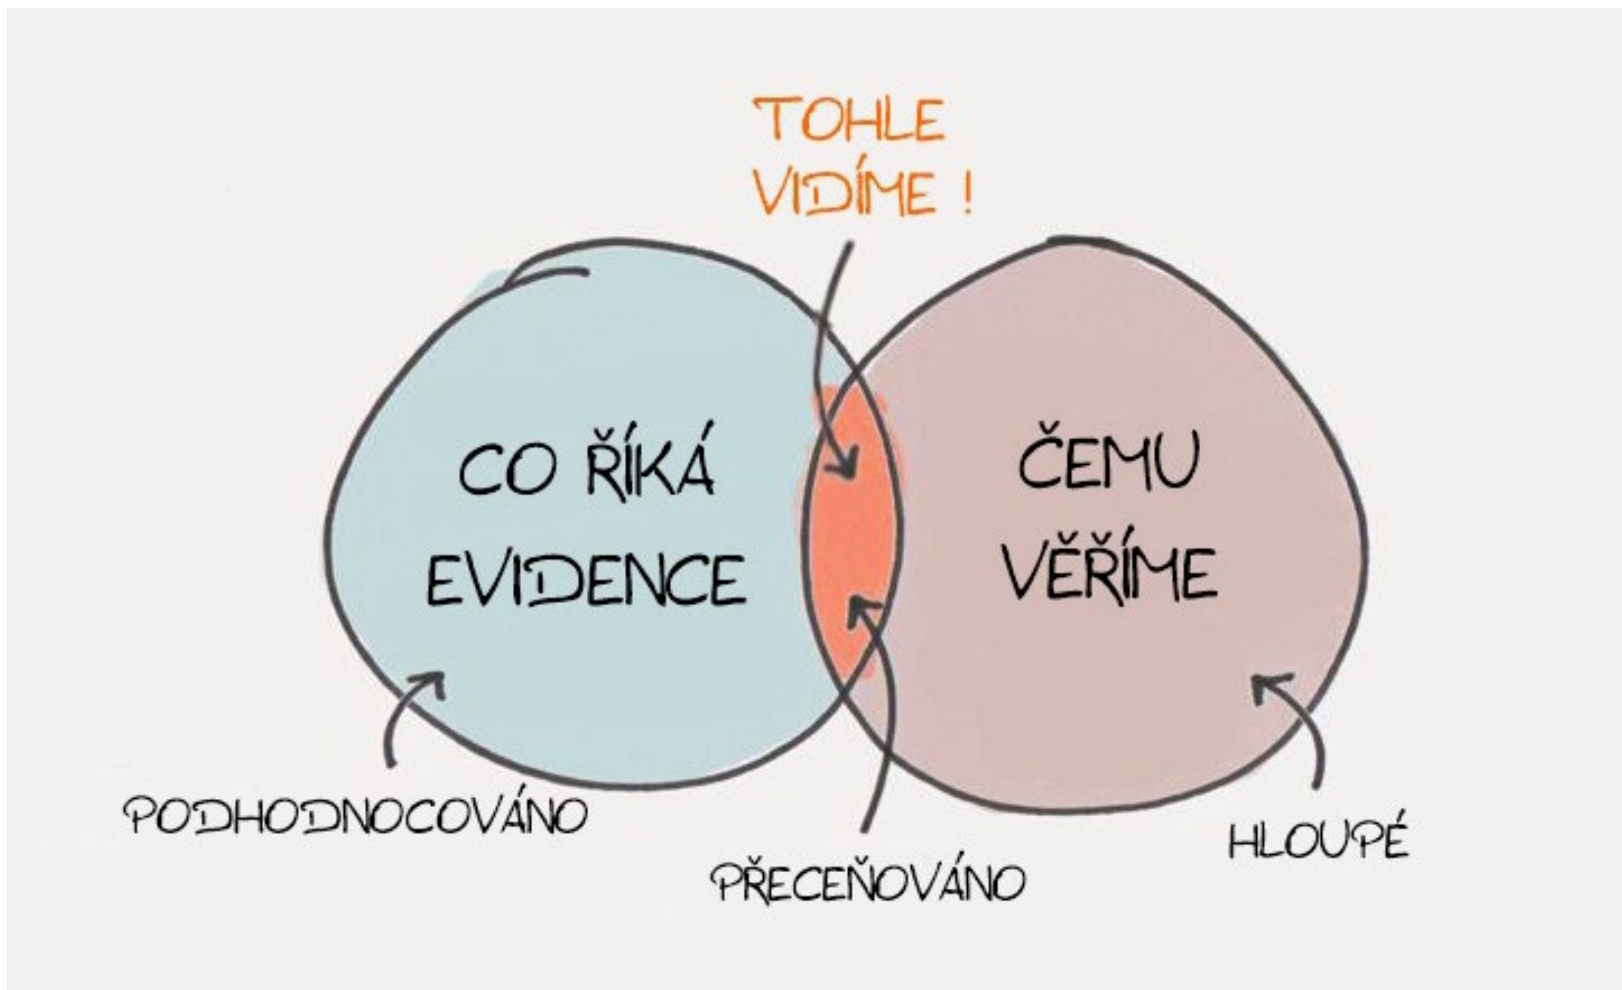 TOHLE
VIDÍME !
CO ŘÍKÁ
EVIDENCE
ČEMU
VĚŘÍME
PODHODNOCOVÁNO
PŘECEŇOVÁNO
HLOUPÉ